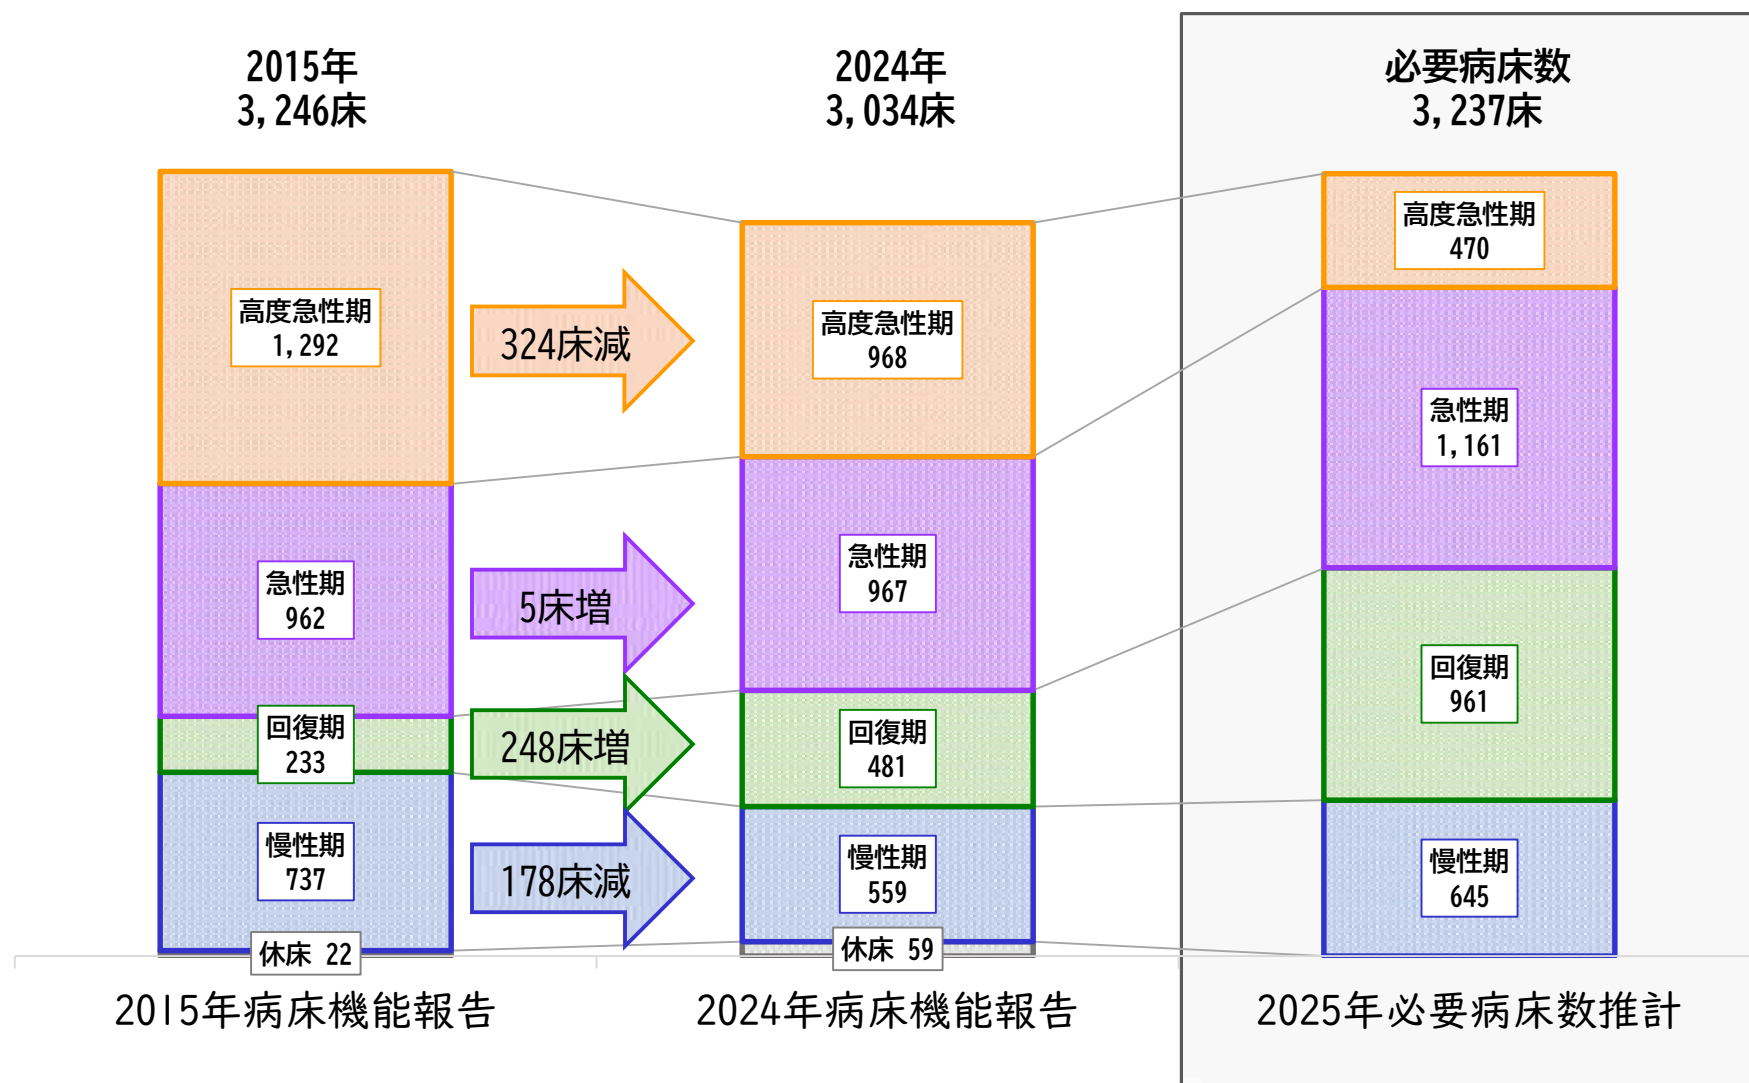 2015年
3,246床
2024年
3,034床
必要病床数
3,237床
高度急性期
1,292
324床減
高度急性期
968
高度急性期
470
急性期
962
5床増
急性期
967
急性期
1,161
回復期
233
248床増
回復期
481
回復期
961
慢性期
737
178床減
慢性期
559
慢性期
645
休床 22
休床 59
2015年病床機能報告
2024年病床機能報告
2025年必要病床数推計